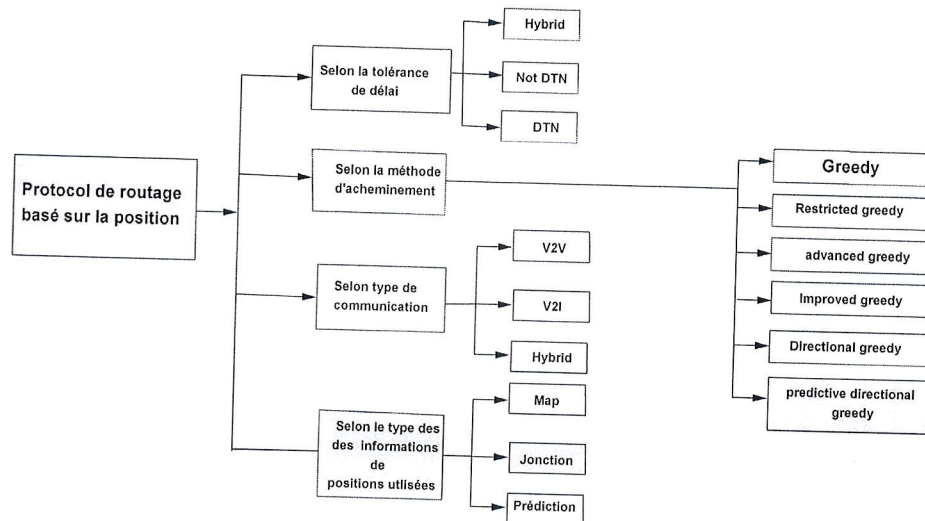 Protocol de routage
basé sur la position
Selon la tolérance
de délai
Hybrid
Not DTN
DTN
Selon la méthode
d'acheminement
Greedy
Restricted greedy
advanced greedy
Improved greedy
Directional greedy
predictive directional
greedy
Selon type de
communication
V2V
V2I
Hybrid
Selon le type des
des informations
de
positions utlisées
Map
Jonction
Prédiction